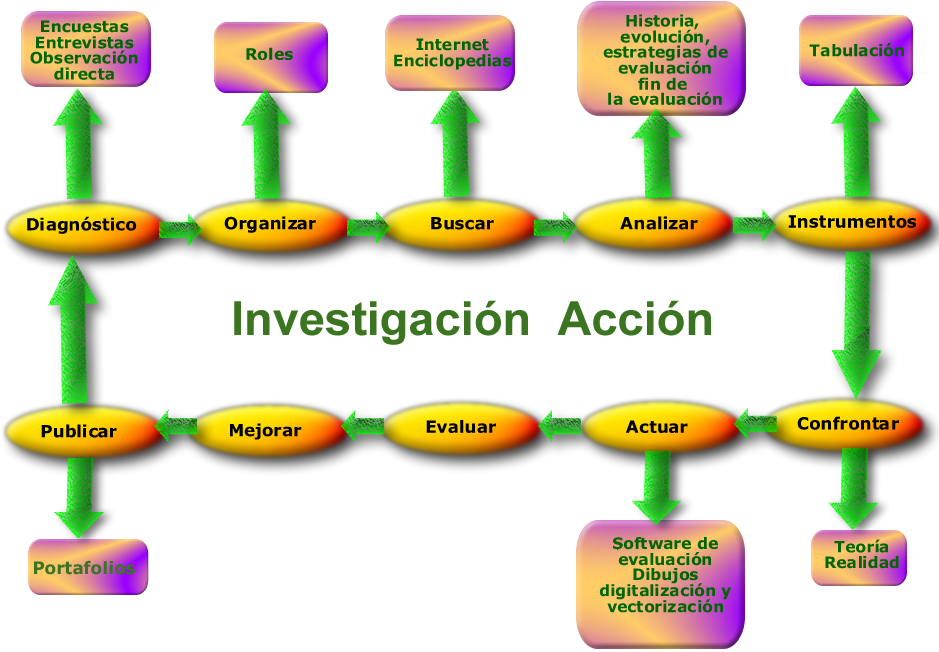 Encuestas
Entrevistas
Observación
directa
Roles
Internet
Enciclopedias
Historia,
evolución,
estrategias de
evaluación
fin de
la evaluación
Tabulación
Diagnóstico
Organizar
Buscar
Analizar
Instrumentos
Investigación Acción
Publicar
Mejorar
Evaluar
Actuar
Confrontar
Portafolios
Software de
evaluación
Dibujos
digitalización y
vectorización
Teoría
Realidad